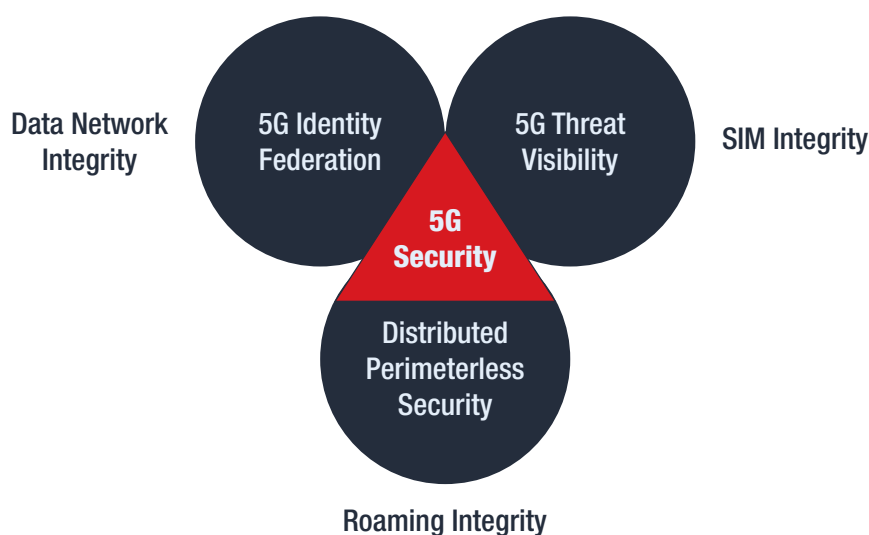 Data Network
Integrity
5G Identity
Federation
5G Threat
Visibility
SIM Integrity
5G
Security
Distributed
Perimeterless
Security
Roaming Integrity